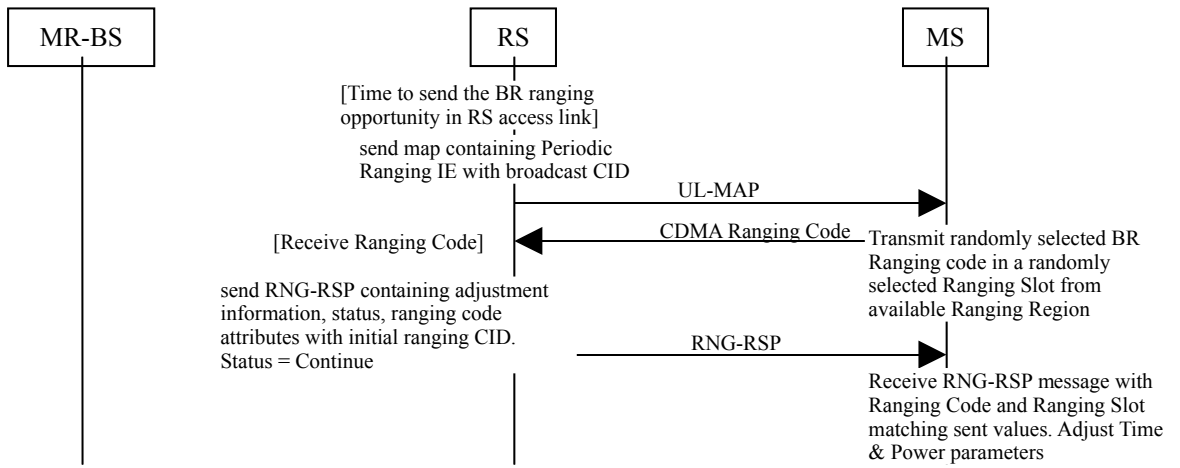 MR-BS
RS
MS
[Time to send the BR ranging
opportunity in RS access link]
send map containing Periodic
Ranging IE with broadcast CID
UL-MAP
CDMA Ranging Code
[Receive Ranging Code]
Transmit randomly selected BR
Ranging code in a randomly
selected Ranging Slot from
available Ranging Region
send RNG-RSP containing adjustment
information, status, ranging code
attributes with initial ranging CID.
Status = Continue
RNG-RSP
Receive RNG-RSP message with
Ranging Code and Ranging Slot
matching sent values. Adjust Time
& Power parameters